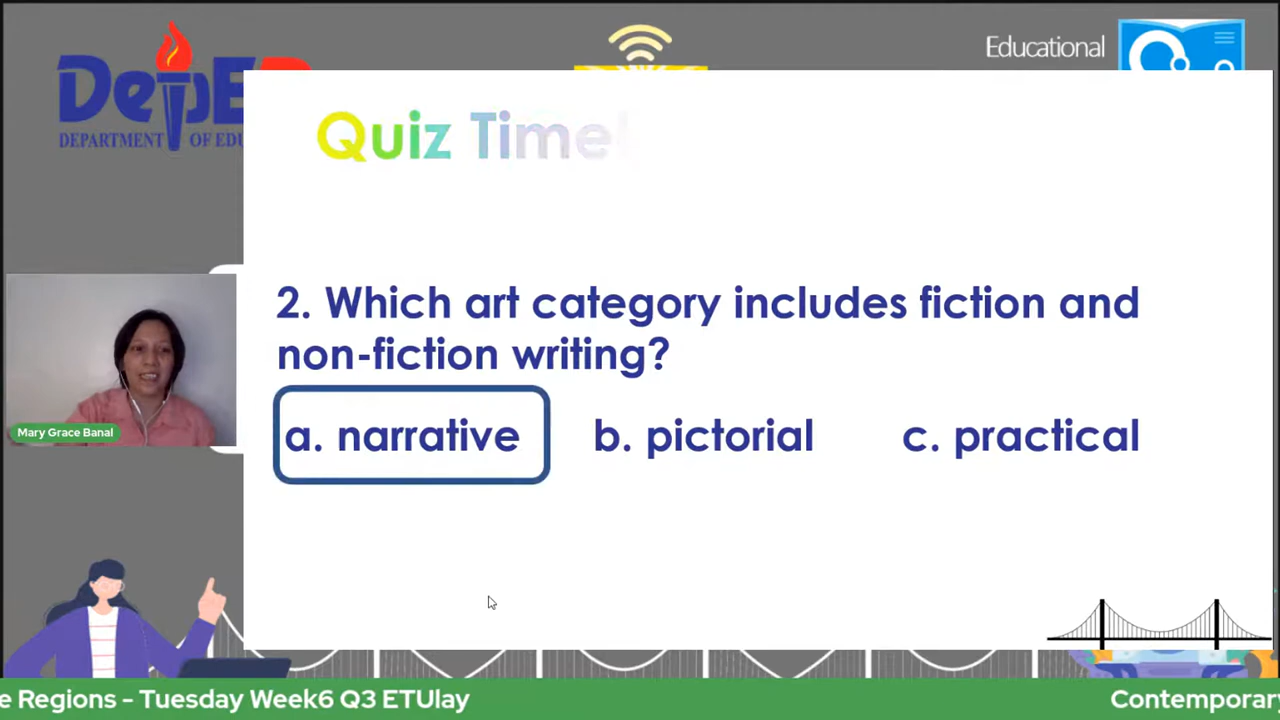 DepED
DEPARTMENT OF EDU
Educational
Quiz Time!
2. Which art category includes fiction and
non-fiction writing?
a. narrative b. pictorial c. practical
Mary Grace Banal
e Regions - Tuesday Week6 Q3 ETUlay
Contemporary